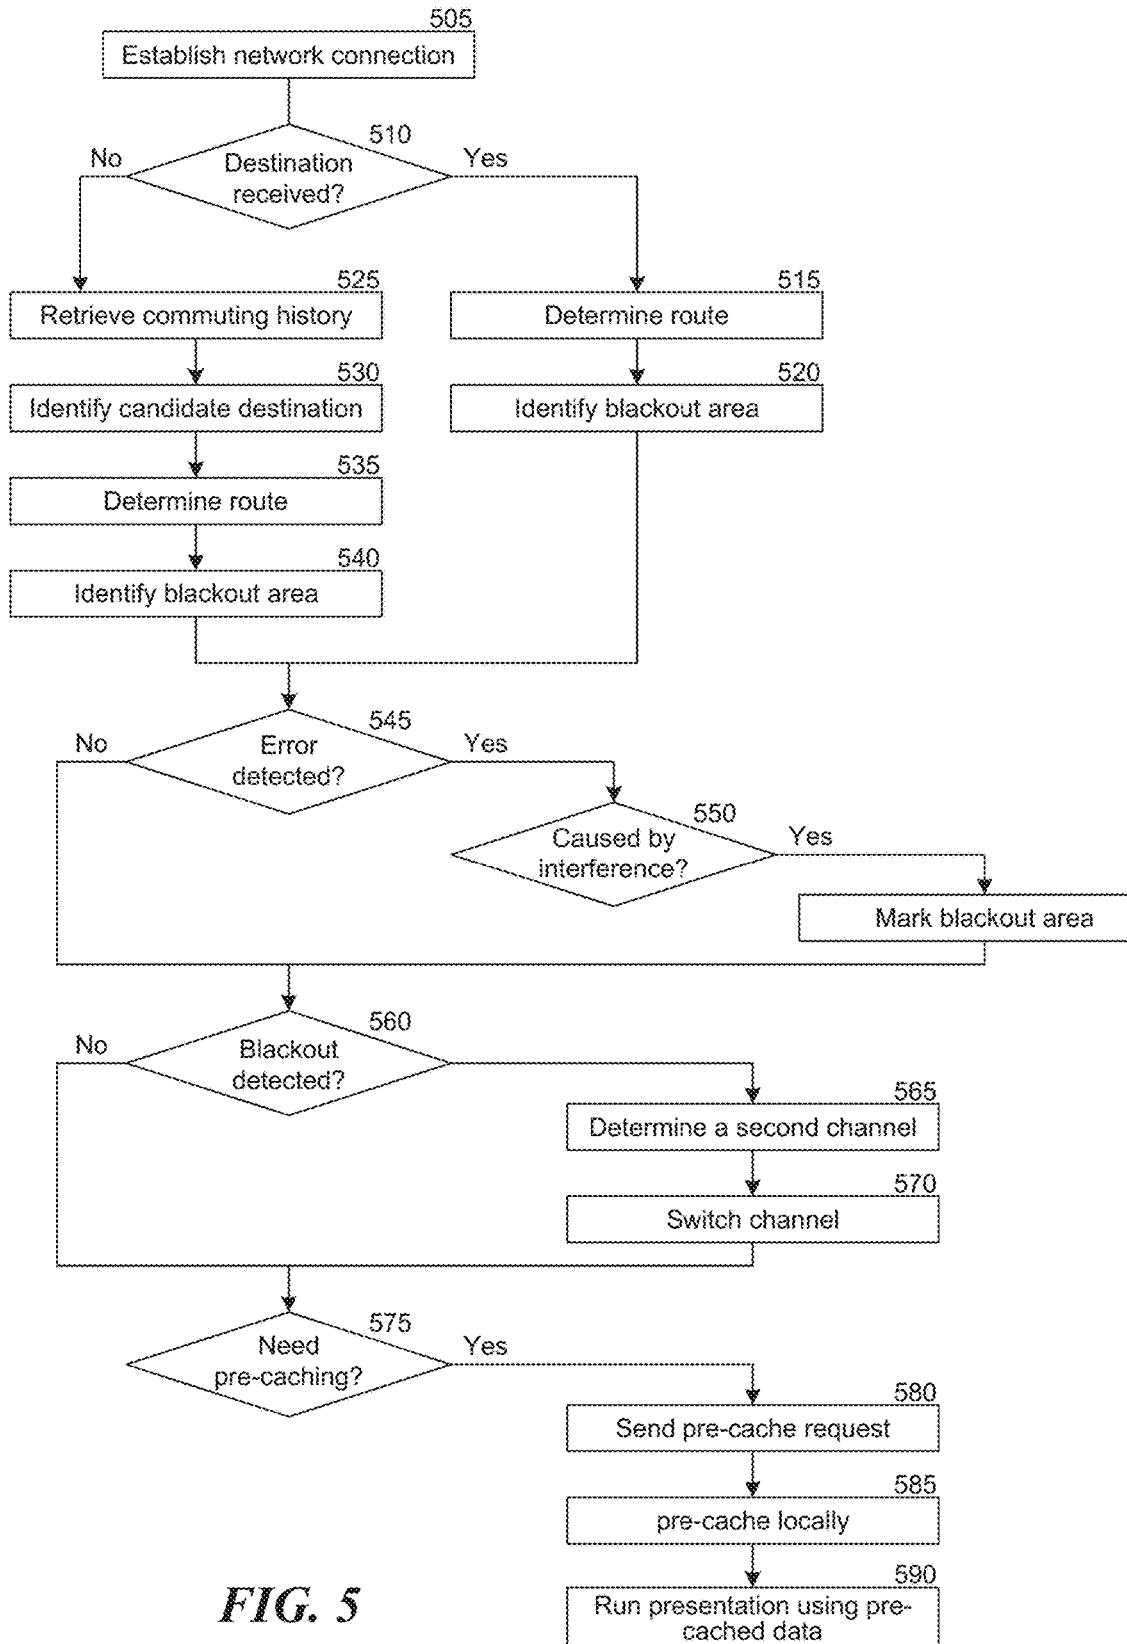 505
Establish network connection
510
No
Destination
received?
Yes
525
Retrieve commuting history
515
Determine route
530
Identify candidate destination
520
Identify blackout area
535
Determine route
540
Identify blackout area
545
No
Error
detected?
Yes
550
Caused by
interference?
Yes
Mark blackout area
560
No
Blackout
detected?
565
Determine a second channel
570
Switch channel
575
Need
pre-caching?
Yes
580
Send pre-cache request
585
pre-cache locally
590
Run presentation using pre-
cached data
FIG. 5